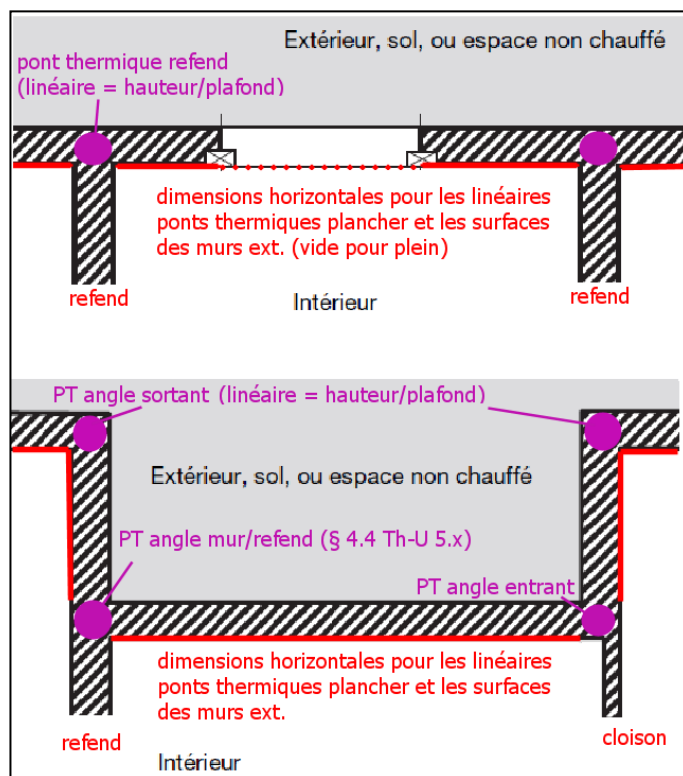 Extérieur, sol, ou espace non chauffé
pont thermique refend
(linéaire = hauteur/plafond)
dimensions horizontales pour les linéaires
ponts thermiques plancher et les surfaces
des murs ext. (vide pour plein)
refend
Intérieur
refend
PT angle sortant (linéaire = hauteur/plafond)
Extérieur, sol, ou espace non chauffé
PT angle mur/refend (§ 4.4 Th-U 5.x)
PT angle entrant
dimensions horizontales pour les linéaires
ponts thermiques plancher et les surfaces
des murs ext.
refend
cloison
Intérieur